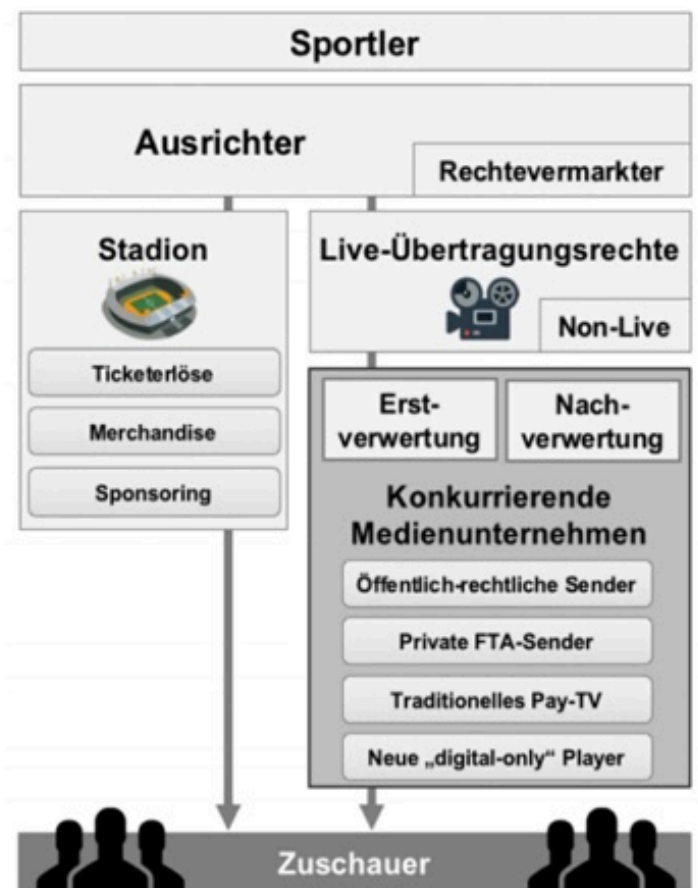 Sportler
Ausrichter
Rechtevermarkter
Stadion
Ticketerlöse
Merchandise
Sponsoring
Live-Übertragungsrechte
Non-Live
Erst-
verwertung
Nach-
verwertung
Konkurrierende
Medienunternehmen
Öffentlich-rechtliche Sender
Private FTA-Sender
Traditionelles Pay-TV
Neue „digital-only“ Player
Zuschauer